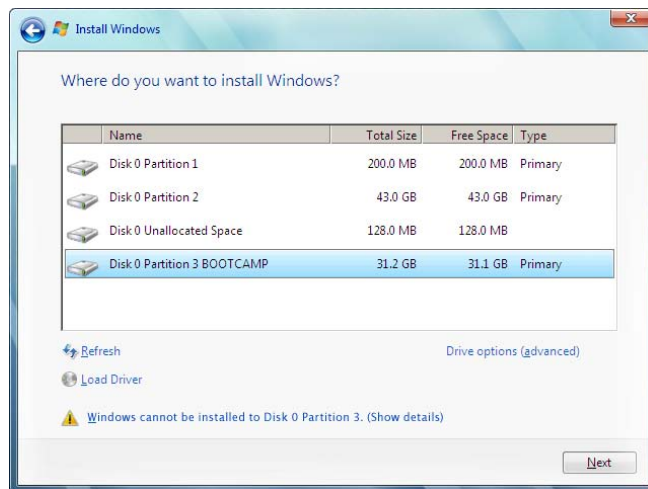 Install Windows
Where do you want to install Windows?
Name Total Size Free Space Type
Disk 0 Partition 1 200.0 MB 200.0 MB Primary
Disk 0 Partition 2 43.0 GB 43.0 GB Primary
Disk 0 Unallocated Space 128.0 MB 128.0 MB
Disk 0 Partition 3 BOOTCAMP 31.2 GB 31.1 GB Primary
Refresh Drive options (advanced)
Load Driver
Windows cannot be installed to Disk 0 Partition 3. (Show details)
Next